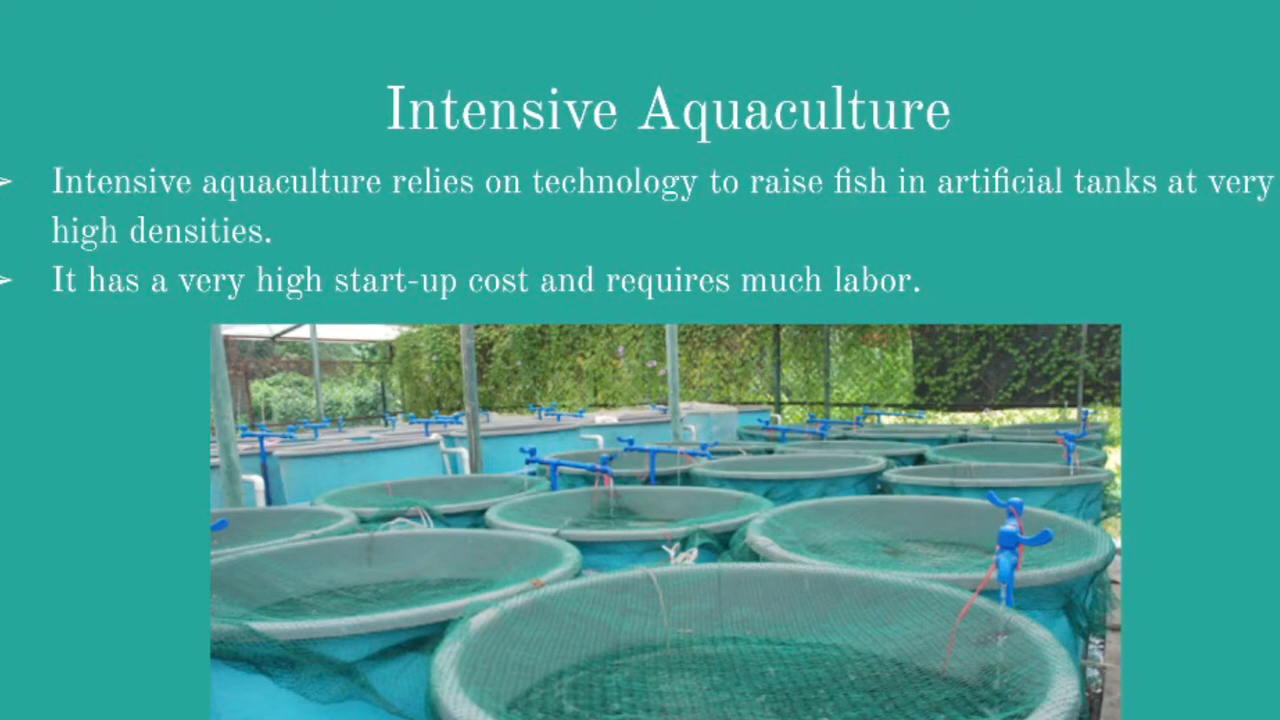 Intensive Aquaculture
➢ Intensive aquaculture relies on technology to raise fish in artificial tanks at very
high densities.
➢ It has a very high start-up cost and requires much labor.